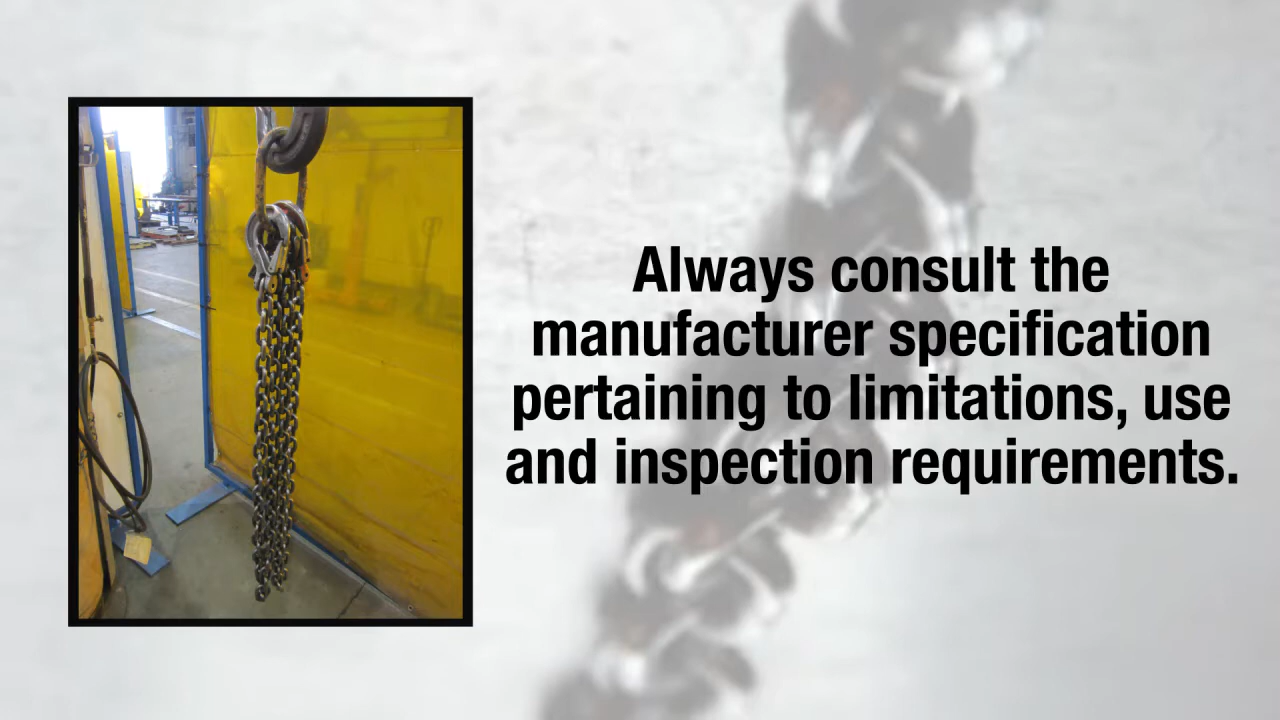 Always consult the
manufacturer specification
pertaining to limitations, use
and inspection requirements.